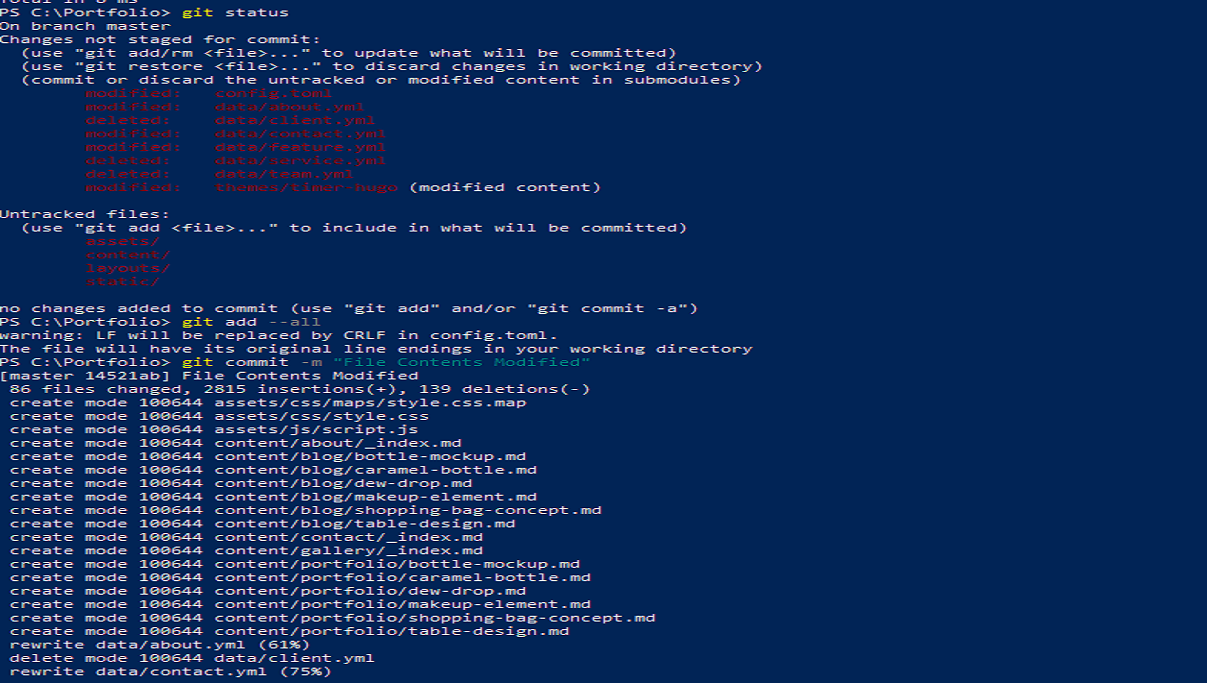 Total in 8 ms
PS C:\Portfolio> git status
On branch master
Changes not staged for commit:
  (use "git add/rm <file>..." to update what will be committed)
  (use "git restore <file>..." to discard changes in working directory)
  (commit or discard the untracked or modified content in submodules)
        modified:   config.toml
        modified:   data/about.yml
        deleted:    data/client.yml
        modified:   data/contact.yml
        modified:   data/feature.yml
        deleted:    data/service.yml
        deleted:    data/team.yml
        modified:   themes/timer-hugo (modified content)

Untracked files:
  (use "git add <file>..." to include in what will be committed)
        assets/
        content/
        layouts/
        static/

no changes added to commit (use "git add" and/or "git commit -a")
PS C:\Portfolio> git add --all
warning: LF will be replaced by CRLF in config.toml.
The file will have its original line endings in your working directory
PS C:\Portfolio> git commit -m "File Contents Modified"
[master 14521ab] File Contents Modified
 86 files changed, 2815 insertions(+), 139 deletions(-)
 create mode 100644 assets/css/maps/style.css.map
 create mode 100644 assets/css/style.css
 create mode 100644 assets/js/script.js
 create mode 100644 content/about/_index.md
 create mode 100644 content/blog/bottle-mockup.md
 create mode 100644 content/blog/caramel-bottle.md
 create mode 100644 content/blog/dew-drop.md
 create mode 100644 content/blog/makeup-element.md
 create mode 100644 content/blog/shopping-bag-concept.md
 create mode 100644 content/blog/table-design.md
 create mode 100644 content/contact/_index.md
 create mode 100644 content/gallery/_index.md
 create mode 100644 content/portfolio/bottle-mockup.md
 create mode 100644 content/portfolio/caramel-bottle.md
 create mode 100644 content/portfolio/dew-drop.md
 create mode 100644 content/portfolio/makeup-element.md
 create mode 100644 content/portfolio/shopping-bag-concept.md
 create mode 100644 content/portfolio/table-design.md
 rewrite data/about.yml (61%)
 delete mode 100644 data/client.yml
 rewrite data/contact.yml (75%)